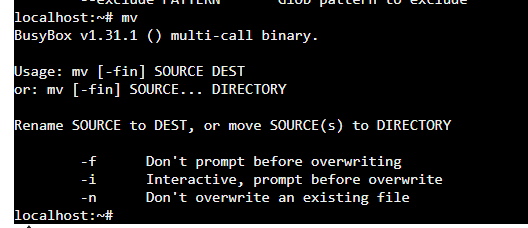 --exclude PATTERN       Glob pattern to exclude
localhost:~# mv
BusyBox v1.31.1 () multi-call binary.

Usage: mv [-fin] SOURCE DEST
or: mv [-fin] SOURCE... DIRECTORY

Rename SOURCE to DEST, or move SOURCE(s) to DIRECTORY

        -f      Don't prompt before overwriting
        -i      Interactive, prompt before overwrite
        -n      Don't overwrite an existing file
localhost:~#